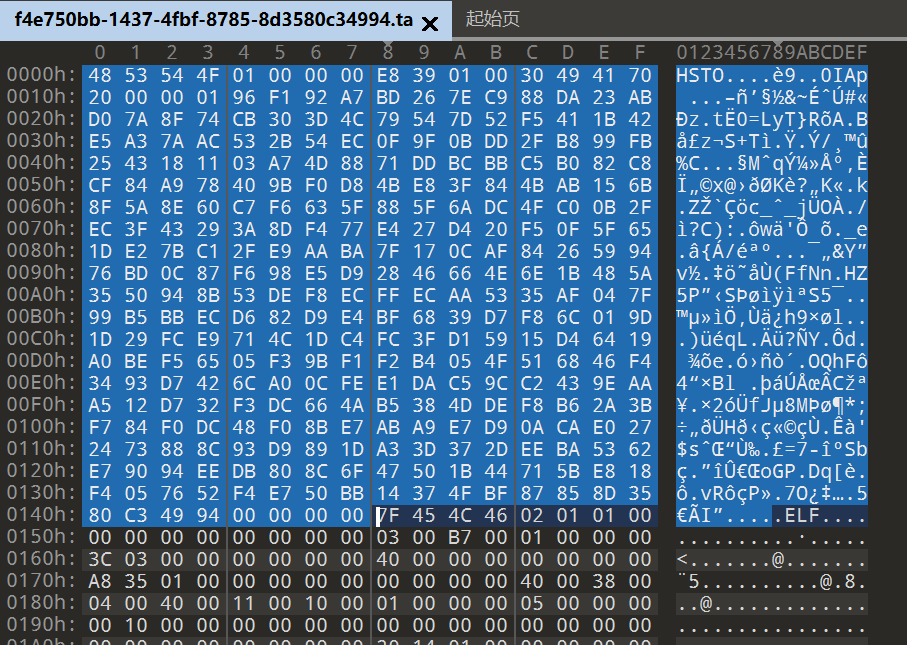 f4e750bb-1437-4fbf-8785-8d3580c34994.ta × 起始页
0 1 2 3 4 5 6 7 8 9 A B C D E F 0123456789ABCDEF
0000h: 48 53 54 4F 01 00 00 00 E8 39 01 00 30 49 41 70 HSTO....è9..0IAp
0010h: 20 00 00 01 96 F1 92 A7 BD 26 7E C9 88 DA 23 AB  ...–ñ’§½&~ÉˆÚ#«
0020h: D0 7A 8F 74 CB 30 3D 4C 79 54 7D 52 F5 41 1B 42 Ðz.tË0=LyT}RõA.B
0030h: E5 A3 7A AC 53 2B 54 EC 0F 9F 0B DD 2F B8 99 FB å£z¬S+Tì.Ÿ.Ý/¸™û
0040h: 25 43 18 11 03 A7 4D 88 71 DD BC BB C5 B0 82 C8 %C...§MˆqÝ¼»Å°‚È
0050h: CF 84 A9 78 40 9B F0 D8 4B E8 3F 84 4B AB 15 6B Ï„©x@›ðØKè?„K«.k
0060h: 8F 5A 8E 60 C7 F6 63 5F 88 5F 6A DC 4F C0 0B 2F .ZŽ`Çöc_ˆ_jÜOÀ./
0070h: EC 3F 43 29 3A 8D F4 77 E4 27 D4 20 F5 0F 5F 65 ì?C):.ôwä'Ô õ._e
0080h: 1D E2 7B C1 2F E9 AA BA 7F 17 0C AF 84 26 59 94 .â{Á/éªº...¯„&Y”
0090h: 76 BD 0C 87 F6 98 E5 D9 28 46 66 4E 6E 1B 48 5A v½.‡ö˜åÙ(FfNn.HZ
00A0h: 35 50 94 8B 53 DE F8 EC FF EC AA 53 35 AF 04 7F 5P”‹SÞøìÿìªS5¯..
00B0h: 99 B5 BB EC D6 82 D9 E4 BF 68 39 D7 F8 6C 01 9D ™µ»ìÖ‚Ùä¿h9×øl..
00C0h: 1D 29 FC E9 71 4C 1D C4 FC 3F D1 59 15 D4 64 19 .)üéqL.Äü?ÑY.Ôd.
00D0h: A0 BE F5 65 05 F3 9B F1 F2 B4 05 4F 51 68 46 F4  ¾õe.ó›ñò´.OQhFô
00E0h: 34 93 D7 42 6C A0 0C FE E1 DA C5 9C C2 43 9E AA 4“×Bl .þáÚÅœÂCžª
00F0h: A5 12 D7 32 F3 DC 66 4A B5 38 4D DE F8 B6 2A 3B ¥.×2óÜfJµ8MÞø¶*;
0100h: F7 84 F0 DC 48 F0 8B E7 AB A9 E7 D9 0A CA E0 27 ÷„ðÜHð‹ç«©çÙ.Êà'
0110h: 24 73 88 8C 93 D9 89 1D A3 3D 37 2D EE BA 53 62 $sˆŒ“Ù‰.£=7-îºSb
0120h: E7 90 94 EE DB 80 8C 6F 47 50 1B 44 71 5B E8 18 ç.”îÛ€ŒoGP.Dq[è.
0130h: F4 05 76 52 F4 E7 50 BB 14 37 4F BF 87 85 8D 35 ô.vRôçP».7O¿‡….5
0140h: 80 C3 49 94 00 00 00 00 7F 45 4C 46 02 01 01 00 €ÃI”.....ELF....
0150h: 00 00 00 00 00 00 00 00 03 00 B7 00 01 00 00 00 ..........·.....
0160h: 3C 03 00 00 00 00 00 00 40 00 00 00 00 00 00 00 <.......@.......
0170h: A8 35 01 00 00 00 00 00 00 00 00 00 40 00 38 00 ¨5..........@.8.
0180h: 04 00 40 00 11 00 10 00 01 00 00 00 05 00 00 00 ..@.............
0190h: 00 10 00 00 00 00 00 00 00 00 00 00 00 00 00 00 ................